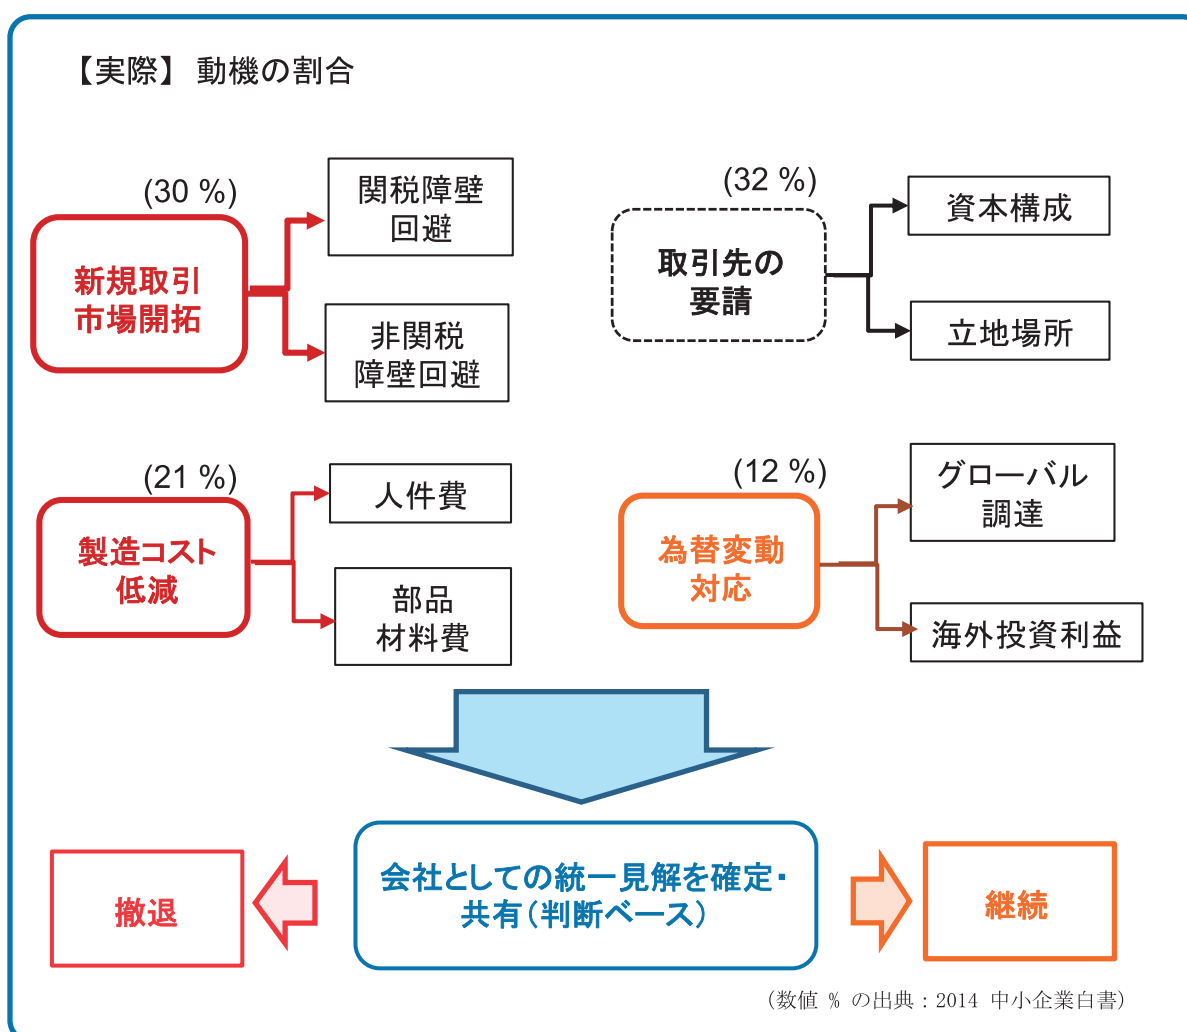 【実際】 動機の割合
(30 %)
新規取引
市場開拓
関税障壁
回避
非関税
障壁回避
(32 %)
取引先の
要請
資本構成
立地場所
(21 %)
製造コスト
低減
人件費
部品
材料費
(12 %)
為替変動
対応
グローバル
調達
海外投資利益
撤退
会社としての統一見解を確定・
共有(判断ベース)
継続
(数値 % の出典：2014 中小企業白書)